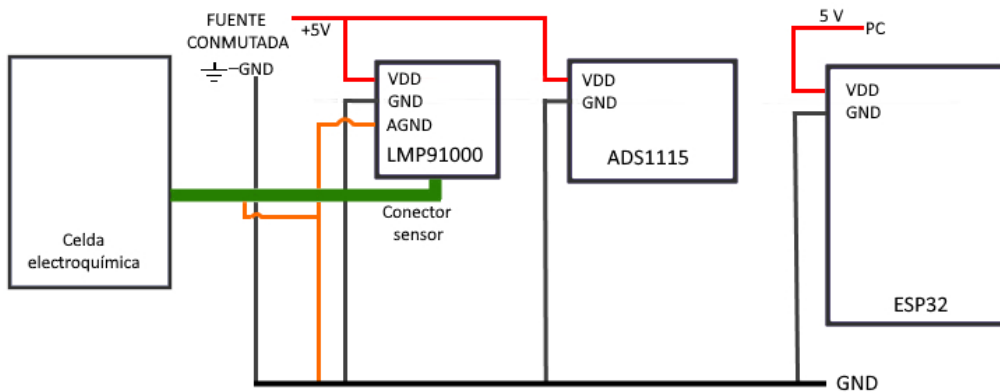 FUENTE
CONMUTADA
+5V
GND
VDD
GND
AGND
LMP91000
Conector
sensor
Celda
electroquímica
VDD
GND
ADS1115
5 V
PC
VDD
GND
ESP32
GND